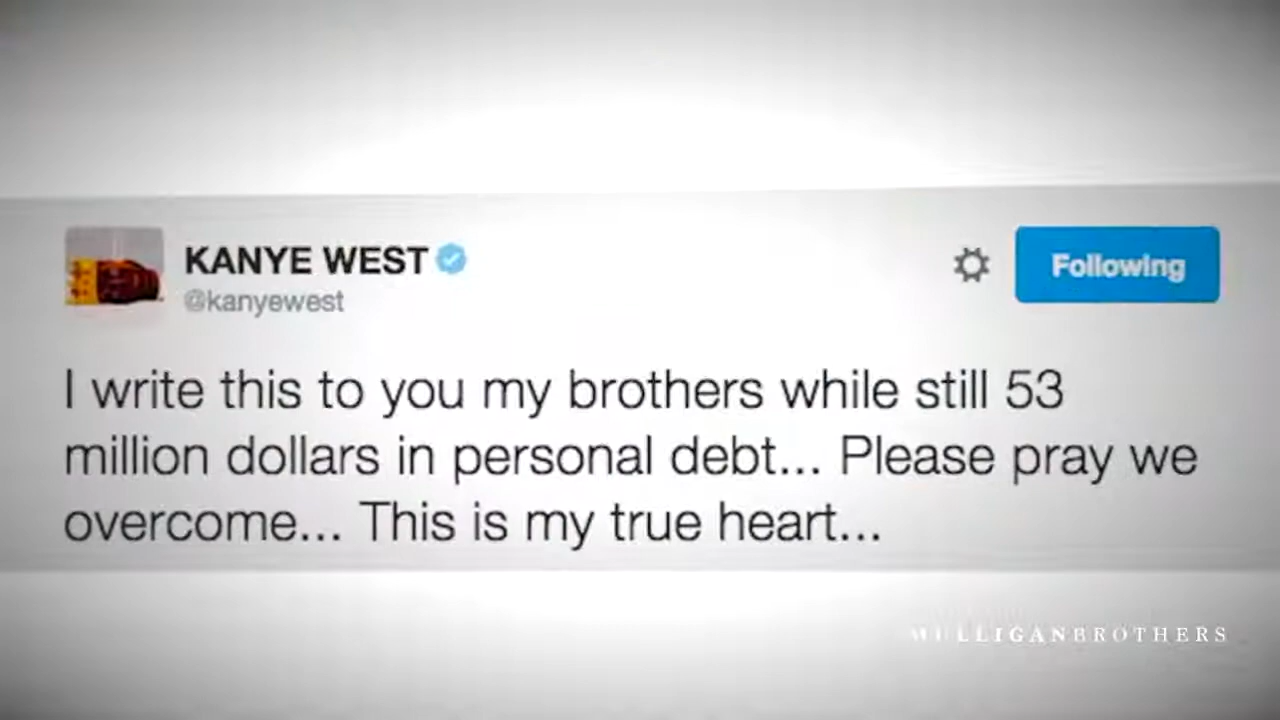 KANYE WEST
@kanyewest
Following
I write this to you my brothers while still 53
million dollars in personal debt... Please pray we
overcome... This is my true heart...
MULLIGANBROTHERS